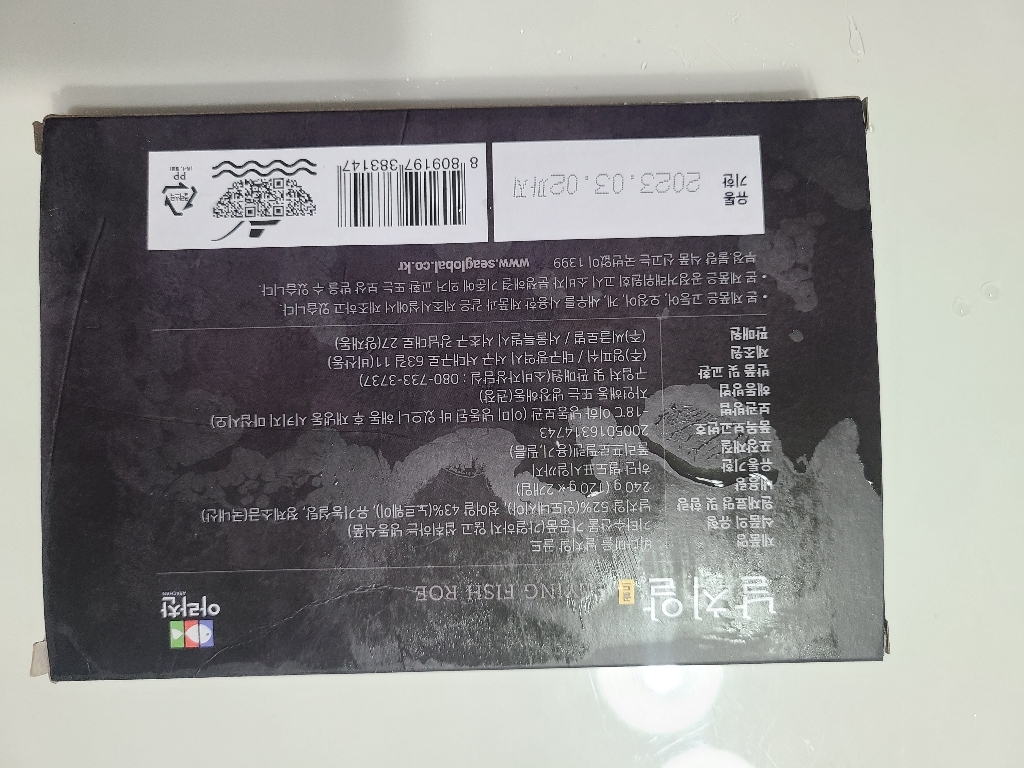 날치알 골드
FLYING FISH ROE
아라찬
ARACHAN
제품명 비비빅 날치알 골드
식품의 유형 기타수산물가공품(가열하지 않고 섭취하는 냉동식품)
원재료명 및 함량 날치알 52%(인도네시아), 청어알 43%(노르웨이), 유기농설탕, 정제소금(국내산)
내용량 240 g (120 g × 2개입)
유통기한 하단 별도표시일까지
포장재질 폴리프로필렌(용기,필름)
품목보고번호 2005016314743
보관방법 -18℃ 이하 냉동보관 (이미 냉동된 바 있으니 해동 후 재 냉동 시키지 마십시오)
해동방법 자연해동 또는 냉장해동(권장)
반품 및 교환 구입처 및 판매원(소비자상담실 : 080-733-3737)
제조원 (주)영피쉬 / 대구광역시 서구 서대구로 63길 11(비산동)
판매원 (주)씨글로벌 / 서울특별시 서초구 강남대로 27(양재동)
• 본 제품은 고등어, 오징어, 게, 새우를 사용한 제품과 같은 제조시설에서 제조하고 있습니다.
• 본 제품은 공정거래위원회 고시 소비자 분쟁해결 기준에 의거 교환 또는 보상 받을 수 있습니다.
부정·불량 식품 신고는 국번없이 1399 www.seaglobal.co.kr
유통
기한
2023.03.02까지
8 809197 383147
PP